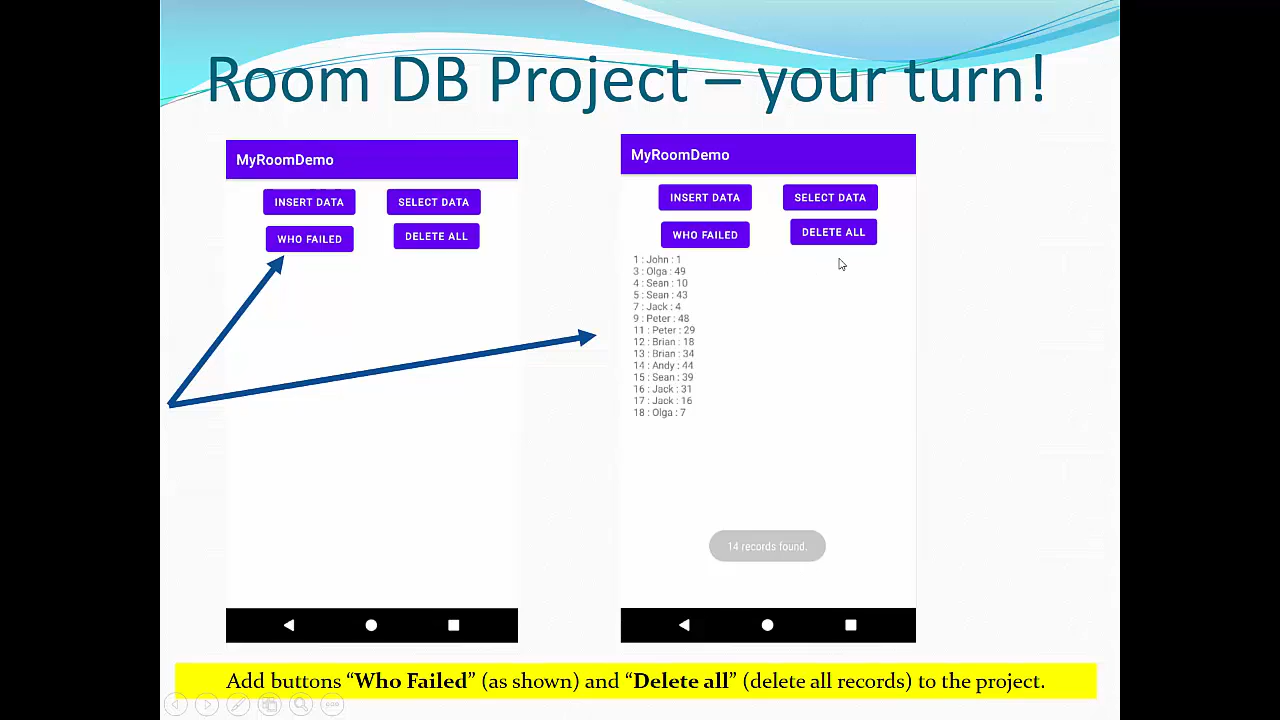 Room DB Project – your turn!
MyRoomDemo
INSERT DATA
SELECT DATA
WHO FAILED
DELETE ALL
MyRoomDemo
INSERT DATA
SELECT DATA
WHO FAILED
DELETE ALL
1 : John : 1
3 : Olga : 49
4 : Sean : 10
5 : Sean : 43
7 : Jack : 4
9 : Peter : 48
11 : Peter : 29
12 : Brian : 18
13 : Brian : 34
14 : Andy : 44
15 : Sean : 39
16 : Jack : 31
17 : Jack : 16
18 : Olga : 7
14 records found.
Add buttons “Who Failed” (as shown) and “Delete all” (delete all records) to the project.